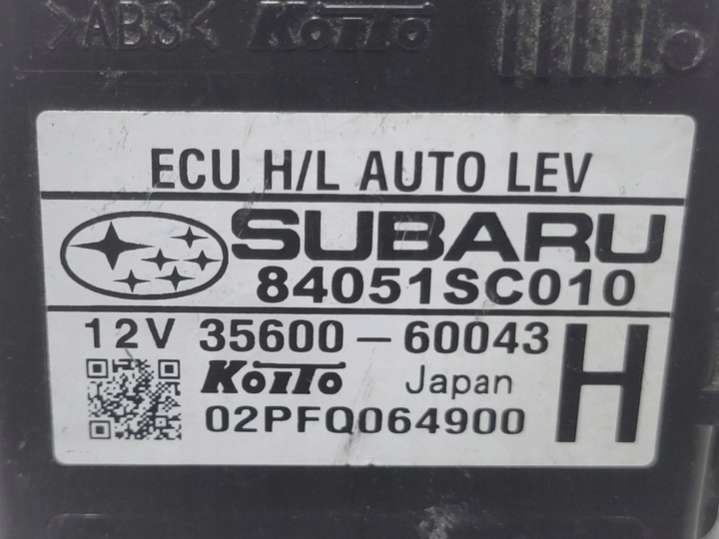 >ABS< KOITO
ECU H/L AUTO LEV
SUBARU
84051SC010
12V 35600-60043 H
KOITO Japan
02PFQ064900